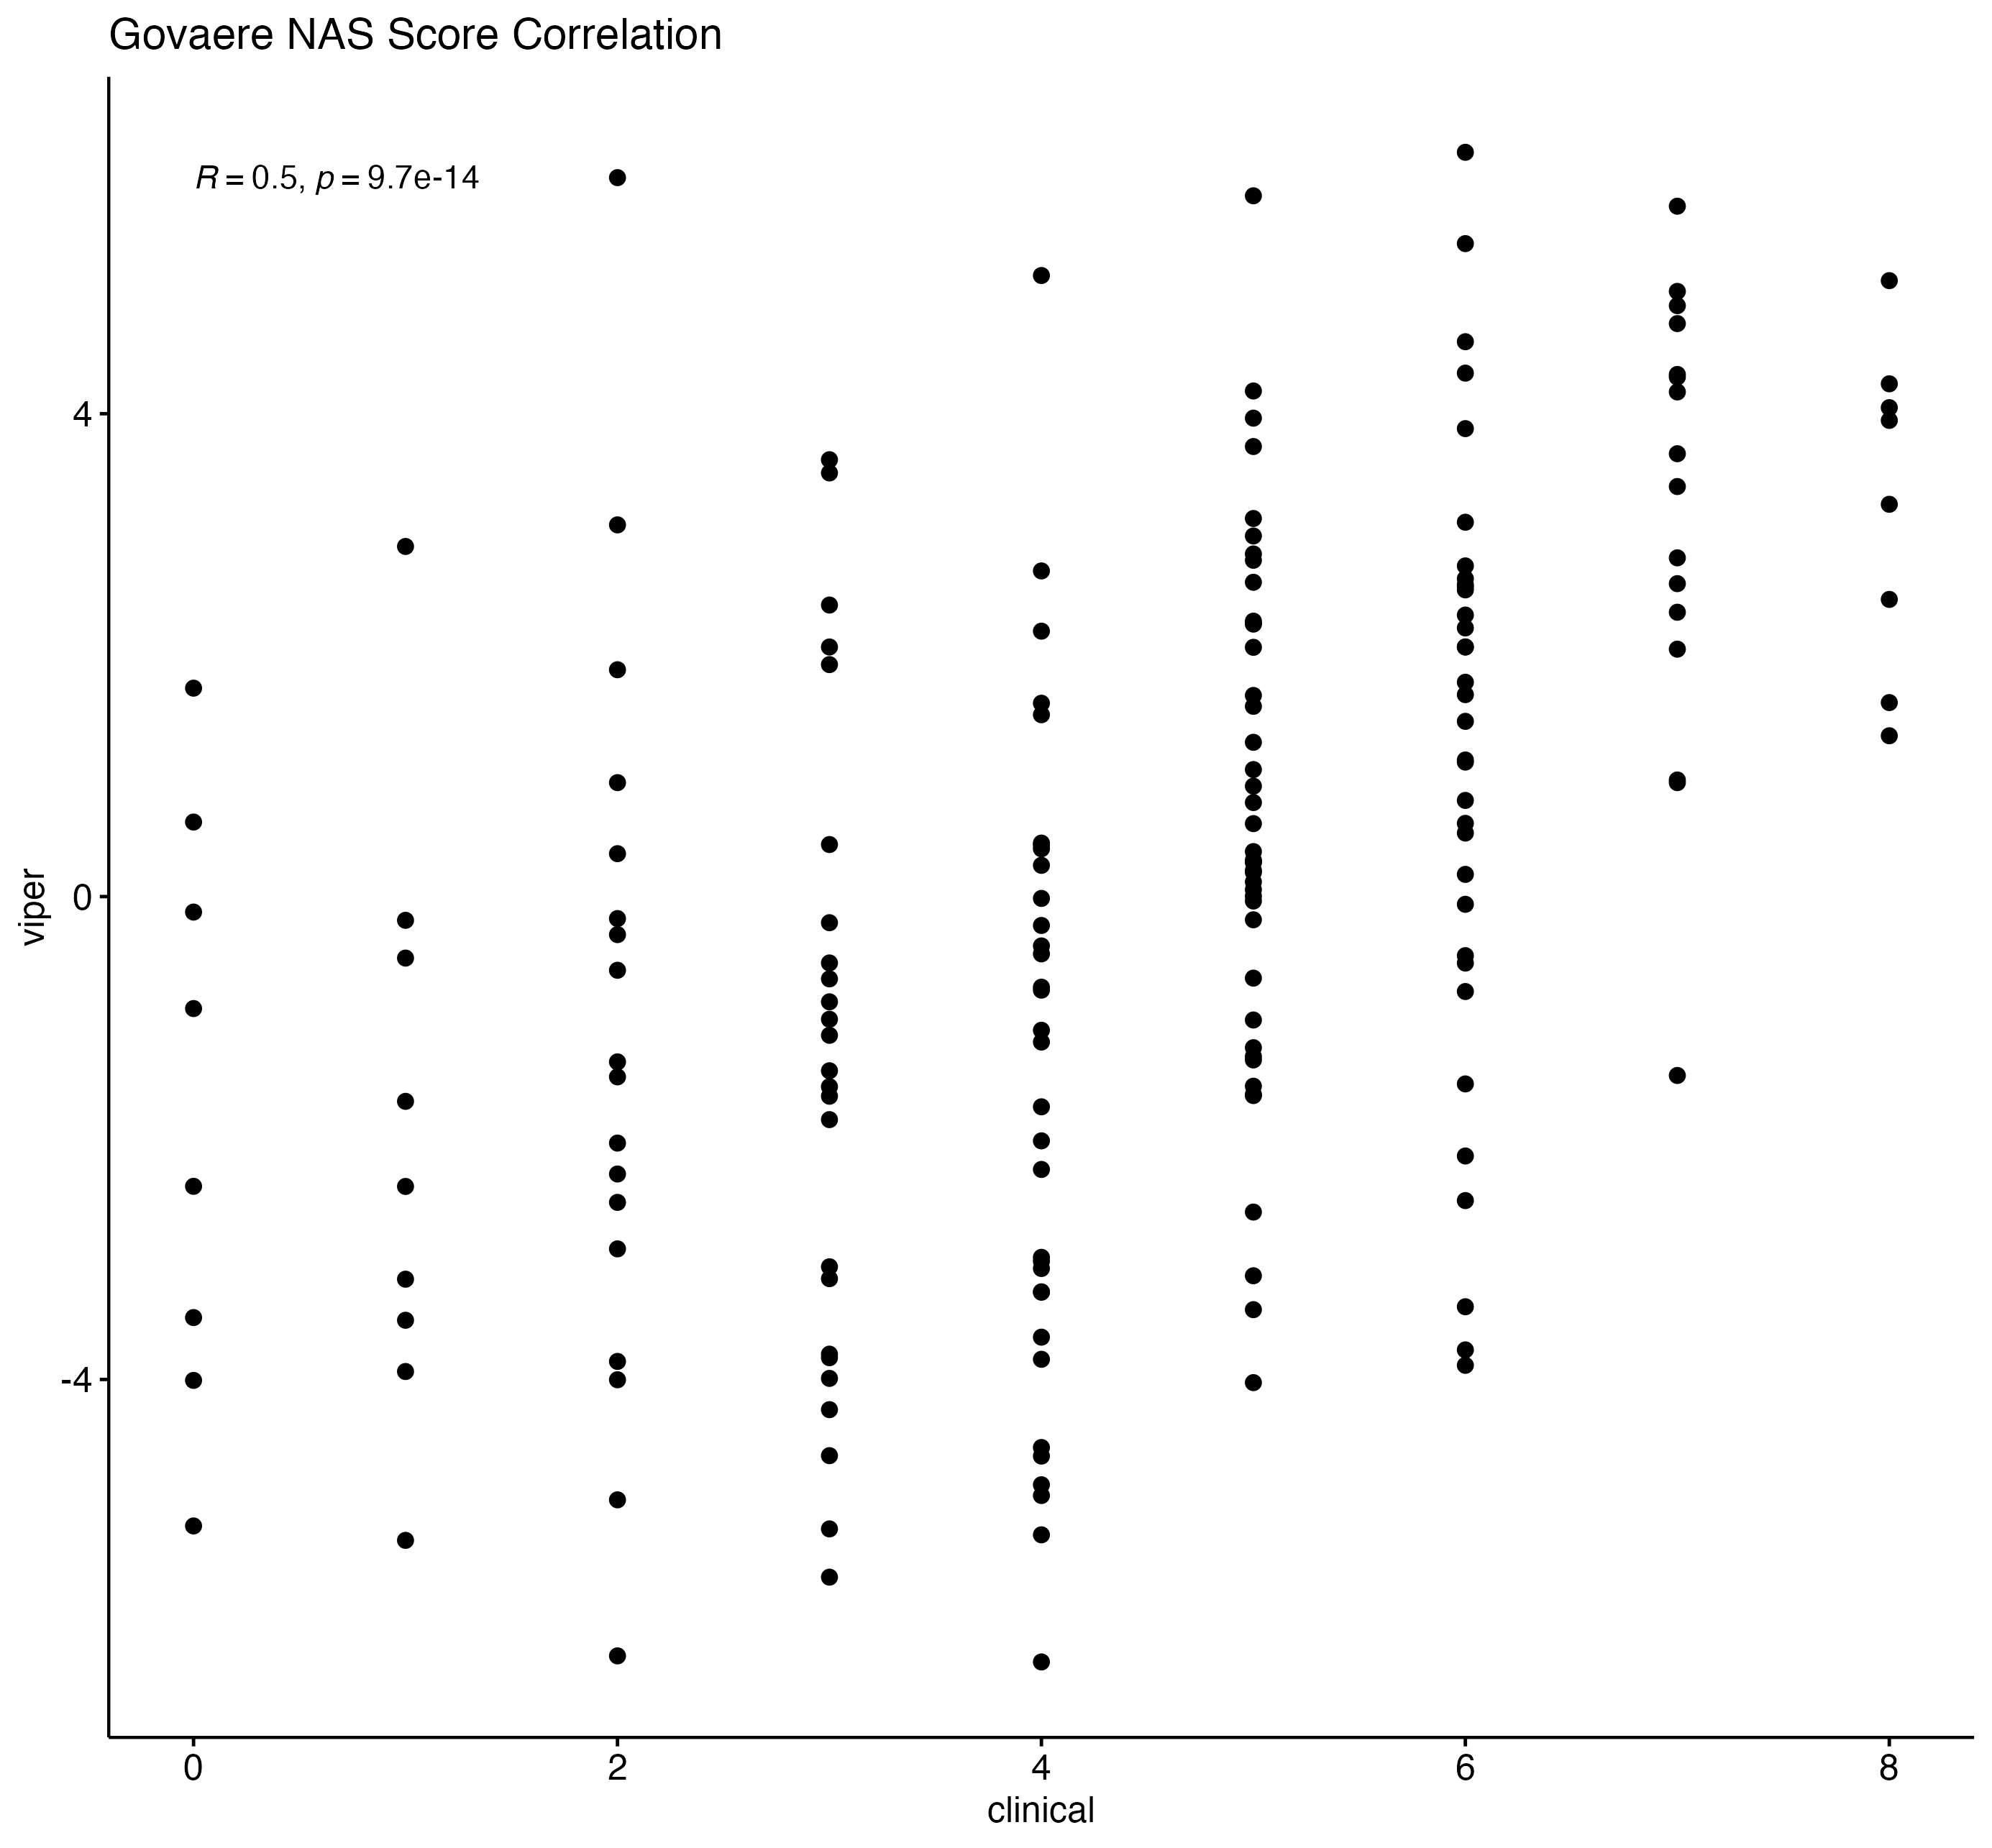 Govaere NAS Score Correlation
R = 0.5, p = 9.7e-14
4
0
-4
viper
0 2 4 6 8
clinical